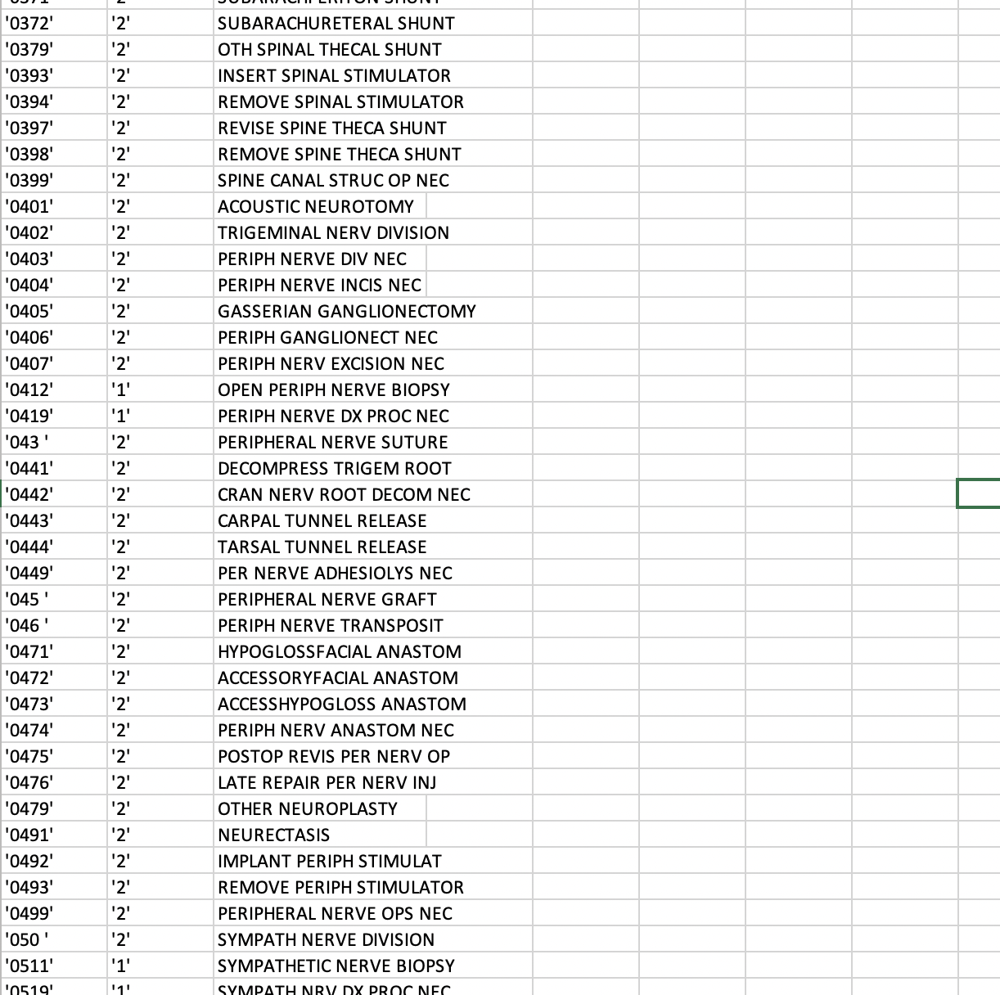 '0371' '2' SUBARACHPERITON SHUNT
'0372' '2' SUBARACHURETERAL SHUNT
'0379' '2' OTH SPINAL THECAL SHUNT
'0393' '2' INSERT SPINAL STIMULATOR
'0394' '2' REMOVE SPINAL STIMULATOR
'0397' '2' REVISE SPINE THECA SHUNT
'0398' '2' REMOVE SPINE THECA SHUNT
'0399' '2' SPINE CANAL STRUC OP NEC
'0401' '2' ACOUSTIC NEUROTOMY
'0402' '2' TRIGEMINAL NERV DIVISION
'0403' '2' PERIPH NERVE DIV NEC
'0404' '2' PERIPH NERVE INCIS NEC
'0405' '2' GASSERIAN GANGLIONECTOMY
'0406' '2' PERIPH GANGLIONECT NEC
'0407' '2' PERIPH NERV EXCISION NEC
'0412' '1' OPEN PERIPH NERVE BIOPSY
'0419' '1' PERIPH NERVE DX PROC NEC
'043 ' '2' PERIPHERAL NERVE SUTURE
'0441' '2' DECOMPRESS TRIGEM ROOT
'0442' '2' CRAN NERV ROOT DECOM NEC
'0443' '2' CARPAL TUNNEL RELEASE
'0444' '2' TARSAL TUNNEL RELEASE
'0449' '2' PER NERVE ADHESIOLYS NEC
'045 ' '2' PERIPHERAL NERVE GRAFT
'046 ' '2' PERIPH NERVE TRANSPOSIT
'0471' '2' HYPOGLOSSFACIAL ANASTOM
'0472' '2' ACCESSORYFACIAL ANASTOM
'0473' '2' ACCESSHYPOGLOSS ANASTOM
'0474' '2' PERIPH NERV ANASTOM NEC
'0475' '2' POSTOP REVIS PER NERV OP
'0476' '2' LATE REPAIR PER NERV INJ
'0479' '2' OTHER NEUROPLASTY
'0491' '2' NEURECTASIS
'0492' '2' IMPLANT PERIPH STIMULAT
'0493' '2' REMOVE PERIPH STIMULATOR
'0499' '2' PERIPHERAL NERVE OPS NEC
'050 ' '2' SYMPATH NERVE DIVISION
'0511' '1' SYMPATHETIC NERVE BIOPSY
'0519' '1' SYMPATH NRV DX PROC NEC